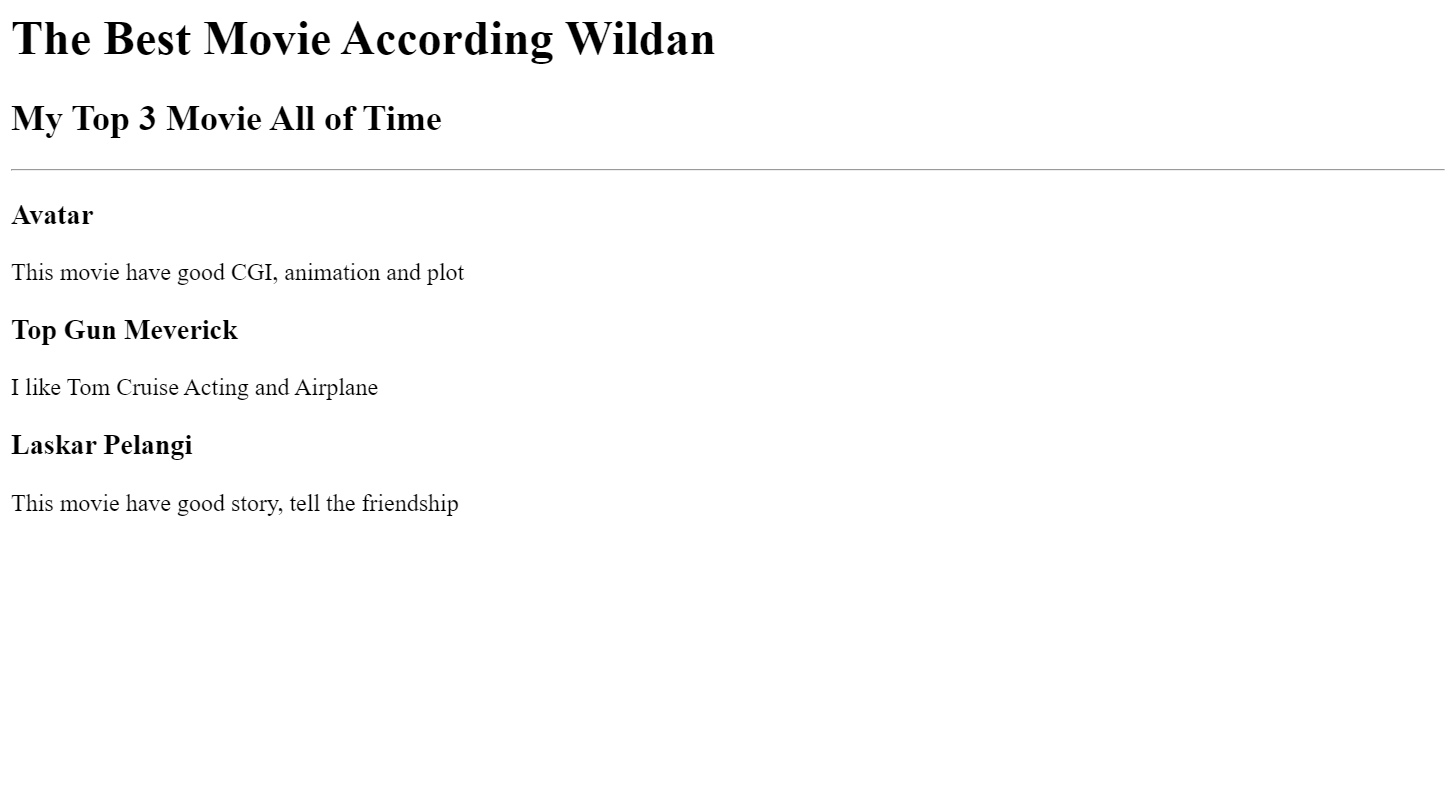 The Best Movie According Wildan
My Top 3 Movie All of Time
Avatar
This movie have good CGI, animation and plot
Top Gun Meverick
I like Tom Cruise Acting and Airplane
Laskar Pelangi
This movie have good story, tell the friendship